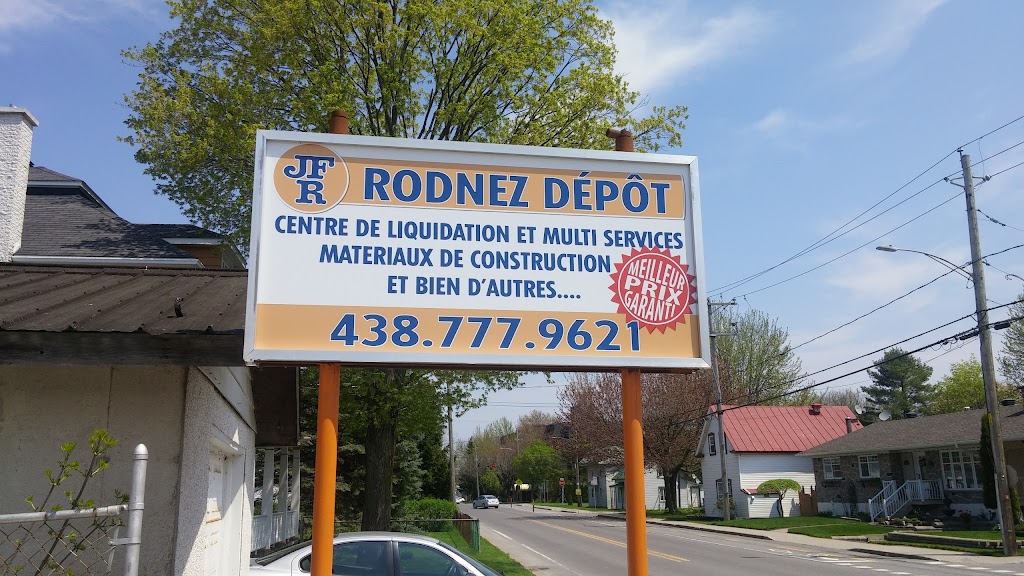 JF
R
RODNEZ DÉPÔT
CENTRE DE LIQUIDATION ET MULTI SERVICES
MATERIAUX DE CONSTRUCTION
ET BIEN D'AUTRES....
MEILLEUR
PRIX
GARANTI
438.777.9621